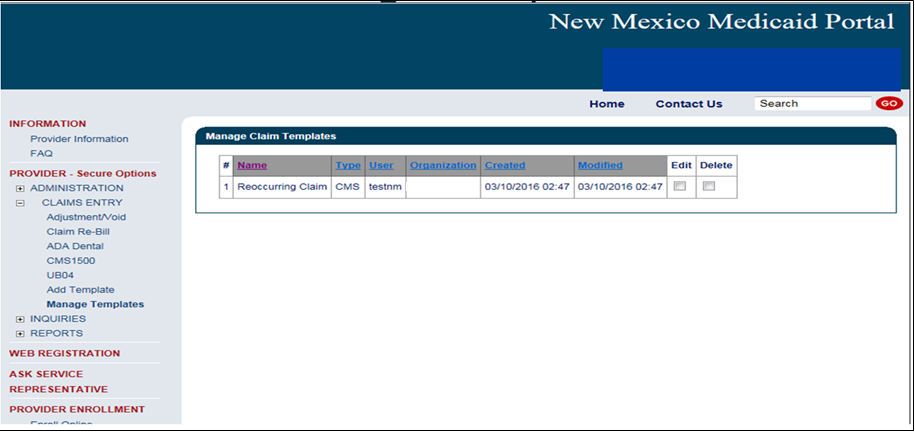 New Mexico Medicaid Portal
Home Contact Us Search GO
INFORMATION
Provider Information
FAQ
PROVIDER - Secure Options
ADMINISTRATION
CLAIMS ENTRY
Adjustment/Void
Claim Re-Bill
ADA Dental
CMS1500
UB04
Add Template
Manage Templates
INQUIRIES
REPORTS
WEB REGISTRATION
ASK SERVICE
REPRESENTATIVE
PROVIDER ENROLLMENT
Enroll Online
Manage Claim Templates
# Name Type User Organization Created Modified Edit Delete
1 Reoccurring Claim CMS testnm 03/10/2016 02:47 03/10/2016 02:47